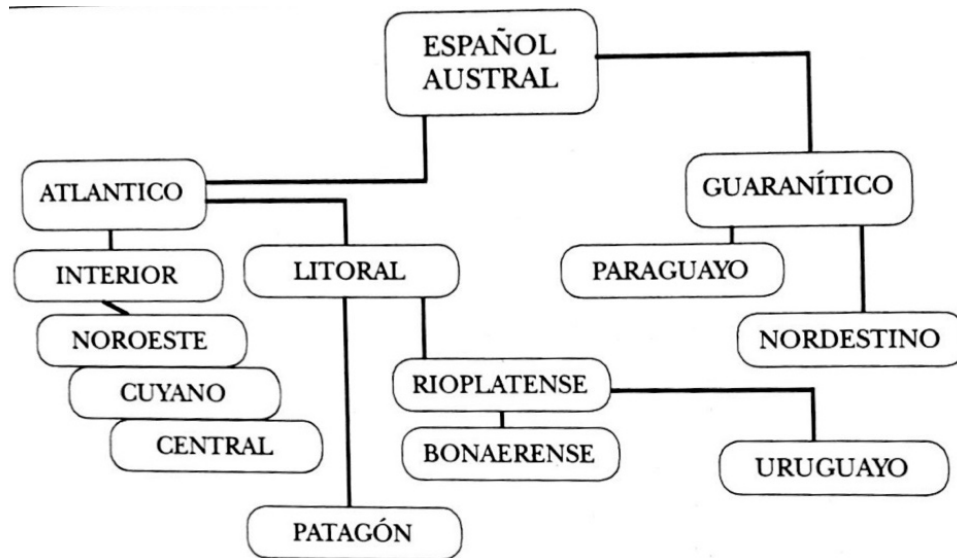 ESPAÑOL
AUSTRAL
ATLANTICO
GUARANÍTICO
INTERIOR
LITORAL
PARAGUAYO
NOROESTE
NORDESTINO
CUYANO
RIOPLATENSE
CENTRAL
BONAERENSE
URUGUAYO
PATAGÓN